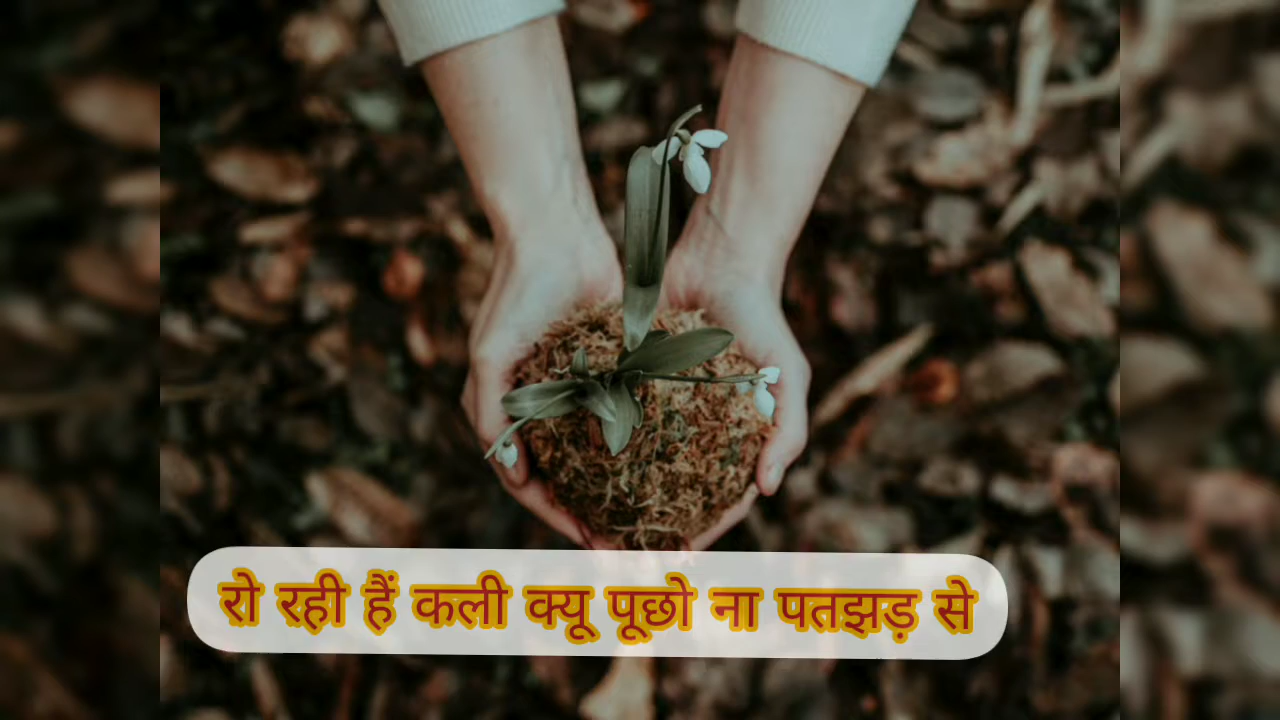 रो रही हैं कली क्यू पूछो ना पतझड़ से